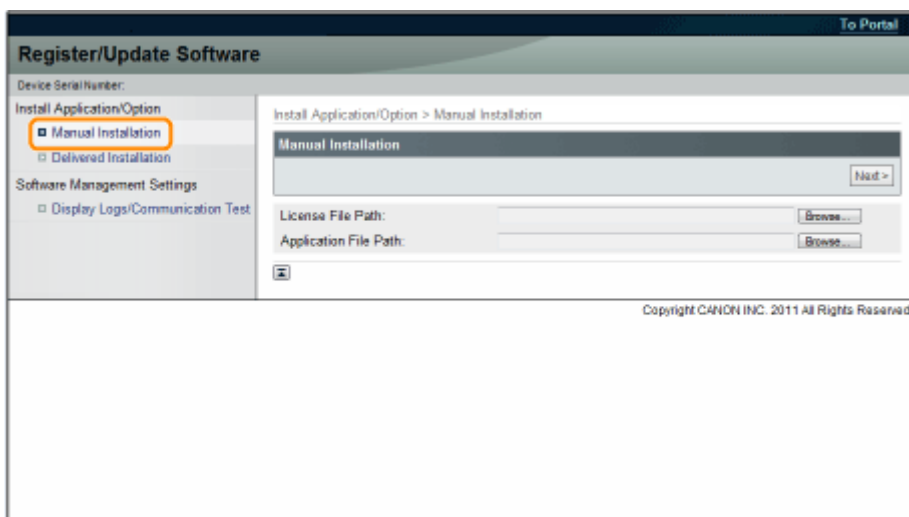 To Portal
Register/Update Software
Device Serial Number:
Install Application/Option
Manual Installation
Delivered Installation
Software Management Settings
Display Logs/Communication Test
Install Application/Option > Manual Installation
Manual Installation
Next >
License File Path:
Browse...
Application File Path:
Browse...
Copyright CANON INC. 2011 All Rights Reserved